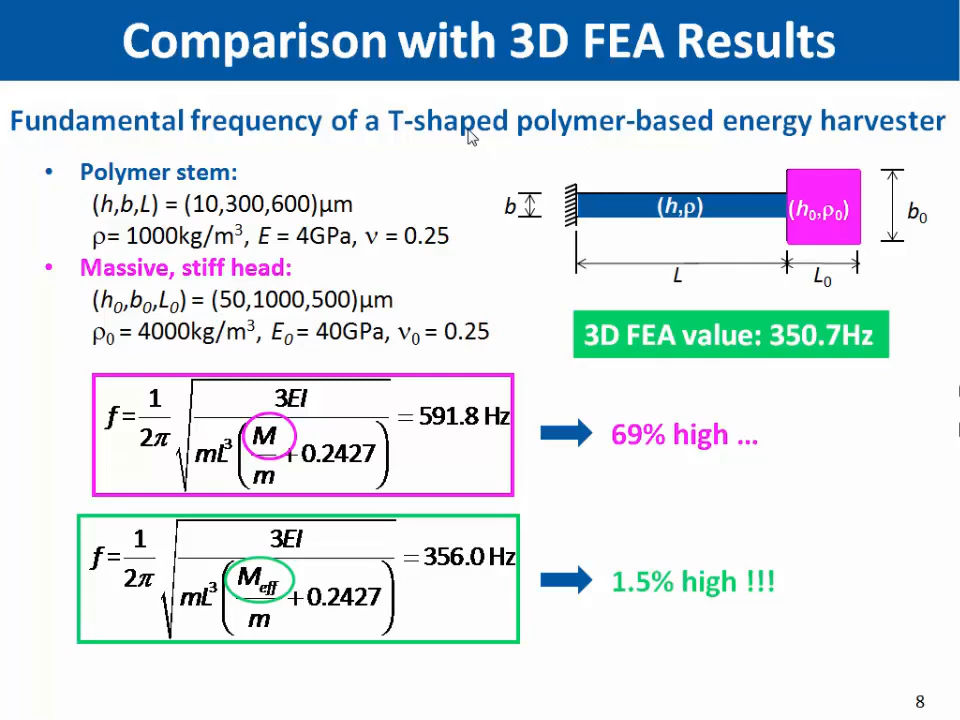 Comparison with 3D FEA Results
Fundamental frequency of a T-shaped polymer-based energy harvester
• Polymer stem:
(h,b,L) = (10,300,600)μm
ρ= 1000kg/m³, E = 4GPa, ν = 0.25
• Massive, stiff head:
(h₀,b₀,L₀) = (50,1000,500)μm
ρ₀ = 4000kg/m³, E₀ = 40GPa, ν₀ = 0.25
b
(h,ρ)
(h₀,ρ₀)
b₀
L
L₀
3D FEA value: 350.7Hz
f = 1/2π √(3EI / mL³(M/m + 0.2427)) = 591.8 Hz
69% high ...
f = 1/2π √(3EI / mL³(M_eff/m + 0.2427)) = 356.0 Hz
1.5% high !!!
8